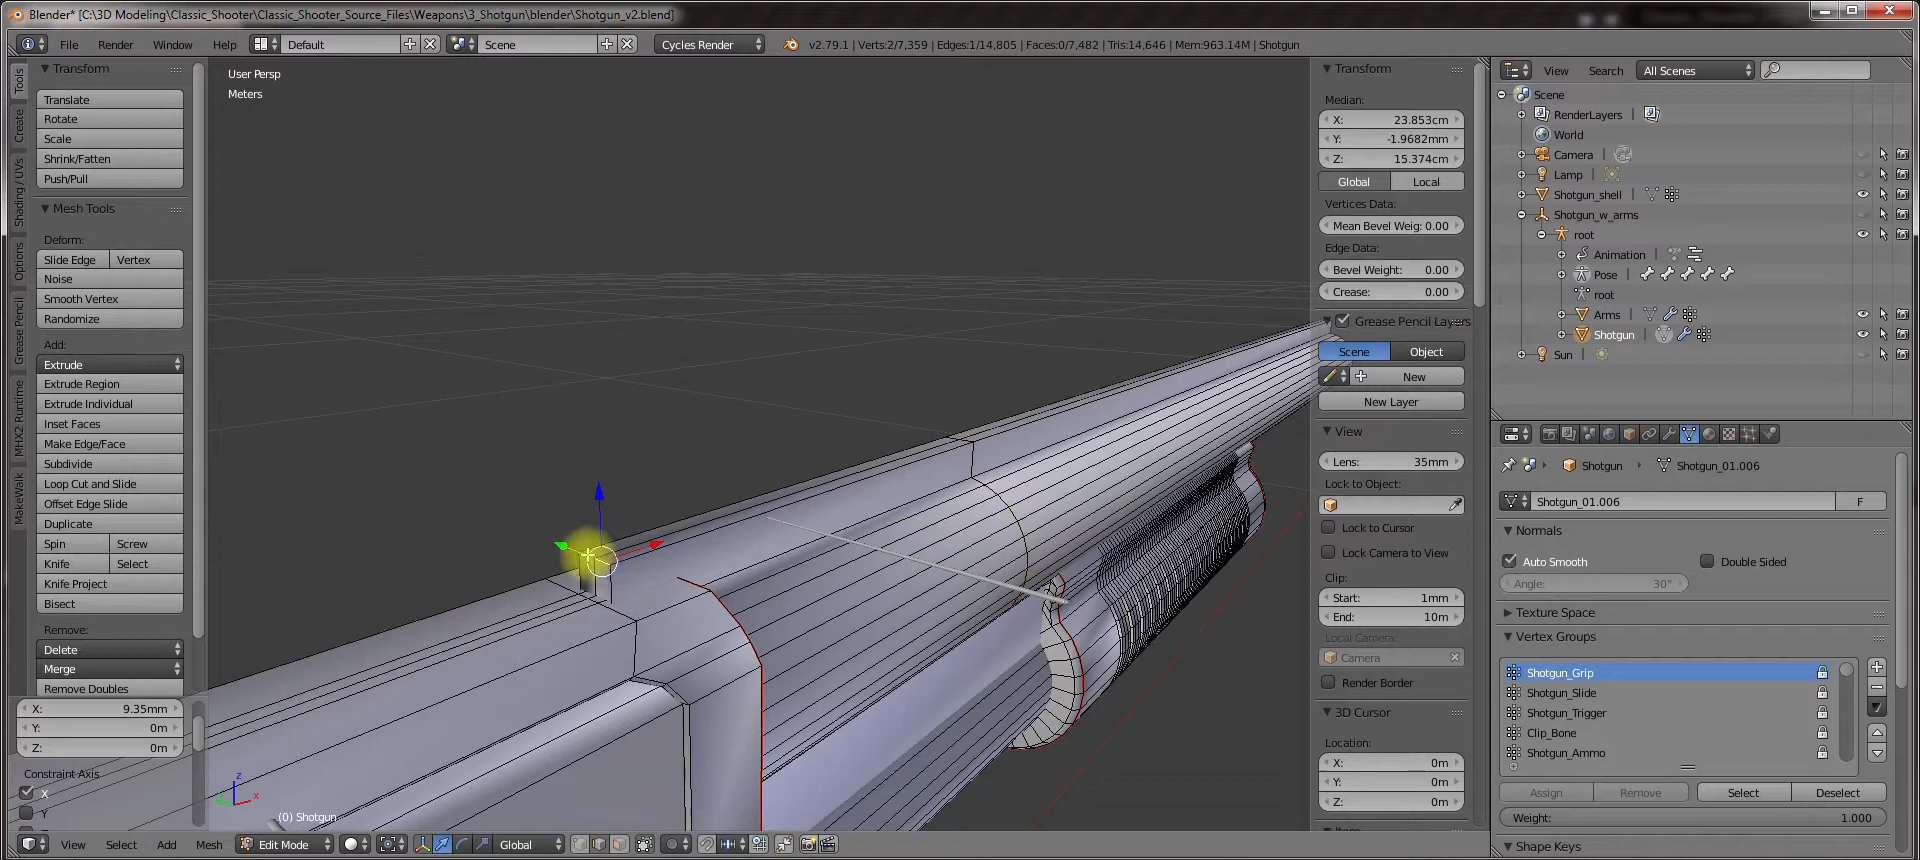 Blender* [C:\3D Modeling\Classic_Shooter\Classic_Shooter_Source_Files\Weapons\3_Shotgun\blender\Shotgun_v2.blend]
File Render Window Help Default Scene Cycles Render v2.79.1 | Verts:2/7,359 | Edges:1/14,805 | Faces:0/7,482 | Tris:14,646 | Mem:963.14M | Shotgun
Tools
Create
Shading / UVs
Options
Grease Pencil
MHX2 Runtime
MakeWalk
Transform
Translate
Rotate
Scale
Shrink/Fatten
Push/Pull
Mesh Tools
Deform:
Slide Edge Vertex
Noise
Smooth Vertex
Randomize
Add:
Extrude
Extrude Region
Extrude Individual
Inset Faces
Make Edge/Face
Subdivide
Loop Cut and Slide
Offset Edge Slide
Duplicate
Spin Screw
Knife Select
Knife Project
Bisect
Remove:
Delete
Merge
Remove Doubles
X: 9.35mm
Y: 0m
Z: 0m
Constraint Axis
X
Y
User Persp
Meters
z
x
(0) Shotgun
View Select Add Mesh Edit Mode Global
Transform
Median:
X: 23.853cm
Y: -1.9682mm
Z: 15.374cm
Global Local
Vertices Data:
Mean Bevel Weig: 0.00
Edge Data:
Bevel Weight: 0.00
Crease: 0.00
Grease Pencil Layers
Scene Object
New
New Layer
View
Lens: 35mm
Lock to Object:
Lock to Cursor
Lock Camera to View
Clip:
Start: 1mm
End: 10m
Local Camera:
Camera
Render Border
3D Cursor
Location:
X: 0m
Y: 0m
Z: 0m
View Search All Scenes
Scene
RenderLayers
World
Camera
Lamp
Shotgun_shell
Shotgun_w_arms
root
Animation
Pose
root
Arms
Shotgun
Sun
Shotgun Shotgun_01.006
Shotgun_01.006 F
Normals
Auto Smooth Double Sided
Angle: 30°
Texture Space
Vertex Groups
Shotgun_Grip
Shotgun_Slide
Shotgun_Trigger
Clip_Bone
Shotgun_Ammo
Assign Remove Select Deselect
Weight: 1.000
Shape Keys